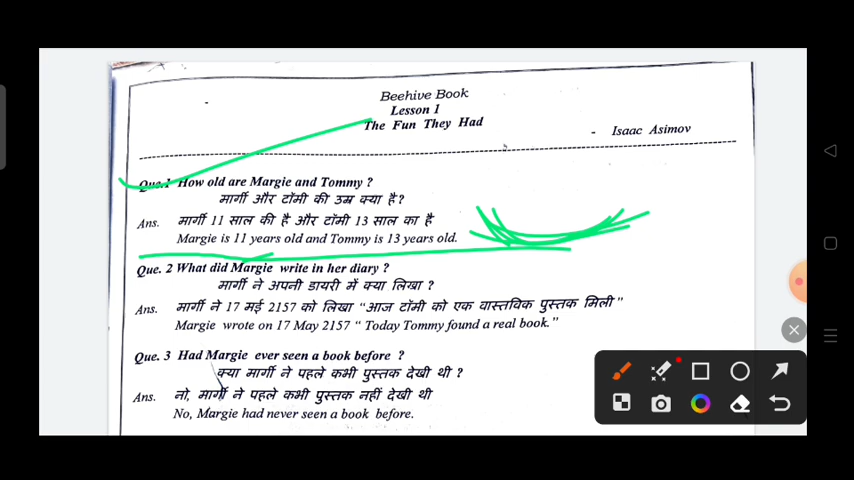 Beehive Book
Lesson 1
The Fun They Had
- Isaac Asimov
Que.1 How old are Margie and Tommy ?
मार्गी और टॉमी की उम्र क्या है?
Ans. मार्गी 11 साल की है और टॉमी 13 साल का है
Margie is 11 years old and Tommy is 13 years old.
Que. 2 What did Margie write in her diary ?
मार्गी ने अपनी डायरी में क्या लिखा ?
Ans. मार्गी ने 17 मई 2157 को लिखा “आज टॉमी को एक वास्तविक पुस्तक मिली”
Margie wrote on 17 May 2157 “ Today Tommy found a real book.”
Que. 3 Had Margie ever seen a book before ?
क्या मार्गी ने पहले कभी पुस्तक देखी थी ?
Ans. नो, मार्गी ने पहले कभी पुस्तक नहीं देखी थी
No, Margie had never seen a book before.